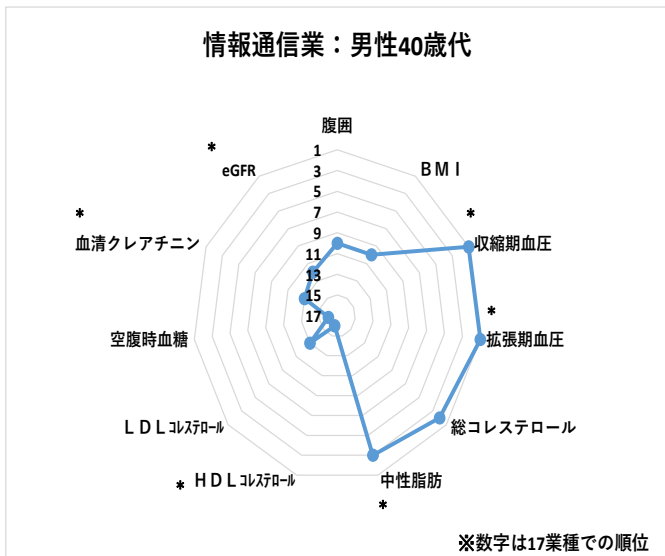 情報通信業：男性40歳代
腹囲
*
eGFR
ＢＭＩ
1
3
5
7
9
11
13
15
17
*
血清クレアチニン
*
収縮期血圧
空腹時血糖
*
拡張期血圧
ＬＤＬコレステロール
総コレステロール
*
ＨＤＬコレステロール
中性脂肪
*
※数字は17業種での順位